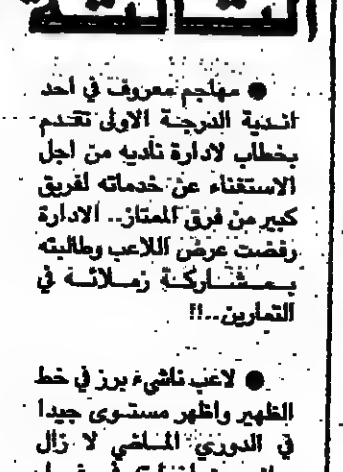 ● مهاجم معروف في احد
اندية الدرجة الاولى تقدم
بخطاب لادارة ناديه من اجل
الاستغناء عن خدماته لفريق
كبير من فرق الممتاز.. الادارة
رفضت عرض اللاعب وطالبته
بمشاركة زملائه في
التمارين..!!
● لاعب ناشيء برز في خط
الظهير واظهر مستوى جيدا
في الدوري الماضي لا زال